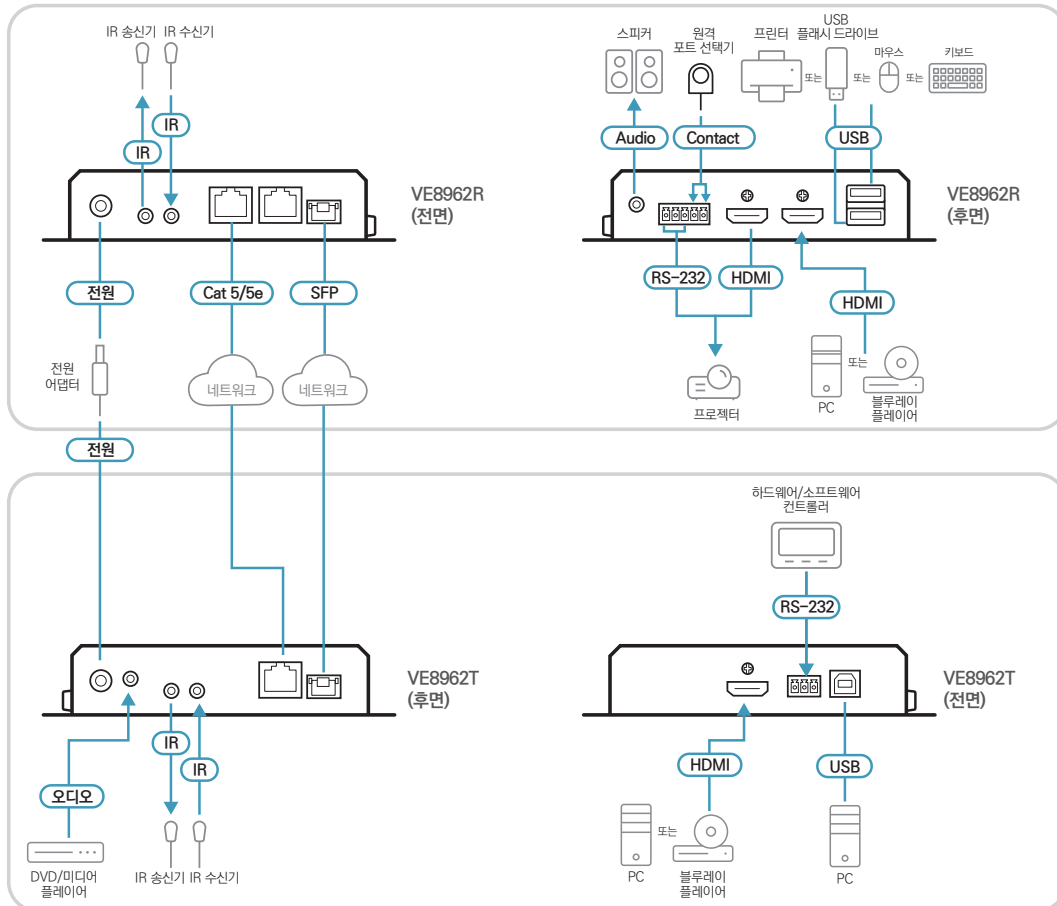 IR 송신기 IR 수신기
IR
IR
스피커
원격
포트 선택기
프린터
또는
USB
플래시 드라이브
또는
마우스
또는
키보드
Audio
Contact
USB
VE8962R
(전면)
VE8962R
(후면)
전원
Cat 5/5e
SFP
RS-232
HDMI
HDMI
전원
어댑터
네트워크
네트워크
프로젝터
PC
또는
블루레이
플레이어
전원
하드웨어/소프트웨어
컨트롤러
RS-232
VE8962T
(후면)
VE8962T
(전면)
IR
IR
오디오
HDMI
USB
DVD/미디어
플레이어
IR 송신기 IR 수신기
PC
또는
블루레이
플레이어
PC